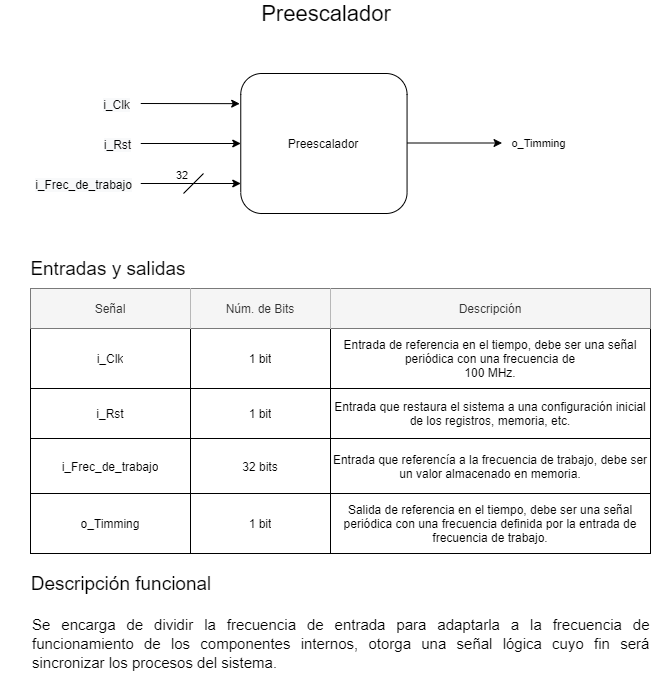 Preescalador
i_Clk
i_Rst
Preescalador
o_Timming
32
i_Frec_de_trabajo
Entradas y salidas
Señal Núm. de Bits Descripción
i_Clk 1 bit Entrada de referencia en el tiempo, debe ser una señal
periódica con una frecuencia de
100 MHz.
i_Rst 1 bit Entrada que restaura el sistema a una configuración inicial
de los registros, memoria, etc.
i_Frec_de_trabajo 32 bits Entrada que referencía a la frecuencia de trabajo, debe ser
un valor almacenado en memoria.
o_Timming 1 bit Salida de referencia en el tiempo, debe ser una señal
periódica con una frecuencia definida por la entrada de
frecuencia de trabajo.
Descripción funcional
Se encarga de dividir la frecuencia de entrada para adaptarla a la frecuencia de
funcionamiento de los componentes internos, otorga una señal lógica cuyo fin será
sincronizar los procesos del sistema.